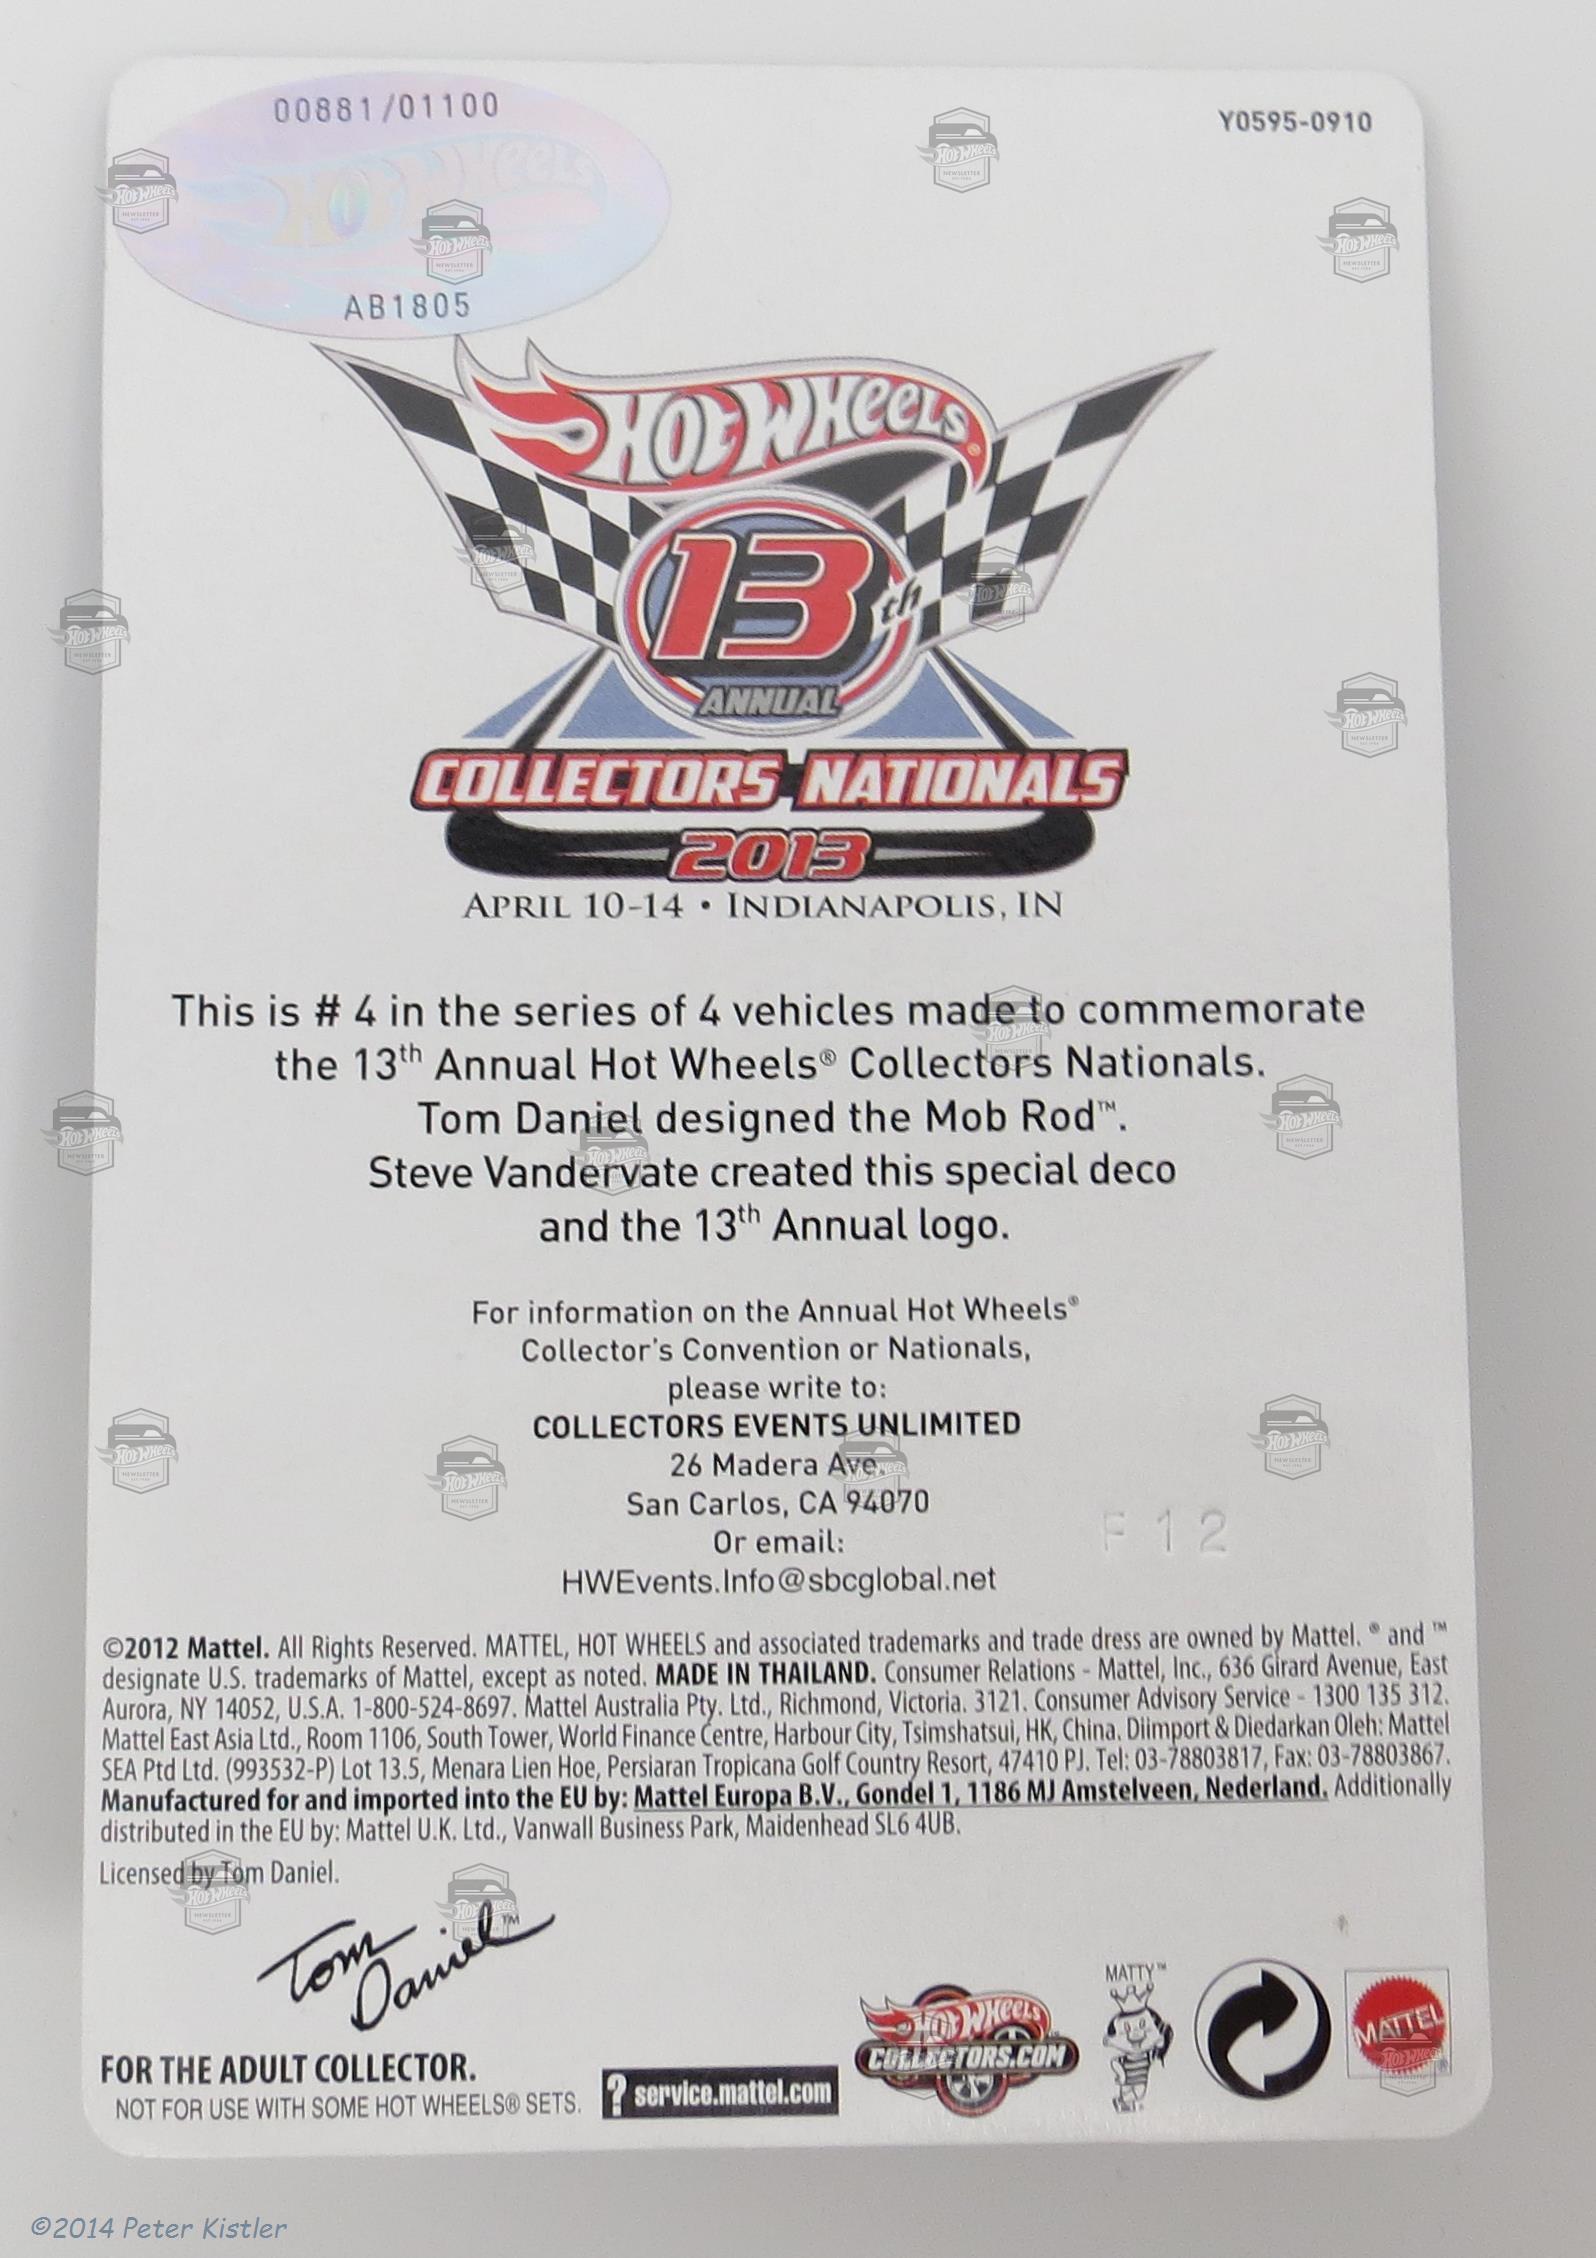 00881/01100
Y0595-0910
HOT WHEELS
AB1805
HOT WHEELS®
13th
ANNUAL
COLLECTORS NATIONALS
2013
APRIL 10-14 • INDIANAPOLIS, IN
This is # 4 in the series of 4 vehicles made to commemorate
the 13th Annual Hot Wheels® Collectors Nationals.
Tom Daniel designed the Mob Rod™.
Steve Vandervate created this special deco
and the 13th Annual logo.
For information on the Annual Hot Wheels®
Collector's Convention or Nationals,
please write to:
COLLECTORS EVENTS UNLIMITED
26 Madera Ave.
San Carlos, CA 94070
Or email:
HWEvents.Info@sbcglobal.net
F12
©2012 Mattel. All Rights Reserved. MATTEL, HOT WHEELS and associated trademarks and trade dress are owned by Mattel. ® and ™
designate U.S. trademarks of Mattel, except as noted. MADE IN THAILAND. Consumer Relations - Mattel, Inc., 636 Girard Avenue, East
Aurora, NY 14052, U.S.A. 1-800-524-8697. Mattel Australia Pty. Ltd., Richmond, Victoria. 3121. Consumer Advisory Service - 1300 135 312.
Mattel East Asia Ltd., Room 1106, South Tower, World Finance Centre, Harbour City, Tsimshatsui, HK, China. Diimport & Diedarkan Oleh: Mattel
SEA Ptd Ltd. (993532-P) Lot 13.5, Menara Lien Hoe, Persiaran Tropicana Golf Country Resort, 47410 PJ. Tel: 03-78803817, Fax: 03-78803867.
Manufactured for and imported into the EU by: Mattel Europa B.V., Gondel 1, 1186 MJ Amstelveen, Nederland. Additionally
distributed in the EU by: Mattel U.K. Ltd., Vanwall Business Park, Maidenhead SL6 4UB.
Licensed by Tom Daniel.
Tom
Daniel™
MATTY™
HOT WHEELS
COLLECTORS.COM
MATTEL®
FOR THE ADULT COLLECTOR.
NOT FOR USE WITH SOME HOT WHEELS® SETS.
? service.mattel.com
©2014 Peter Kistler